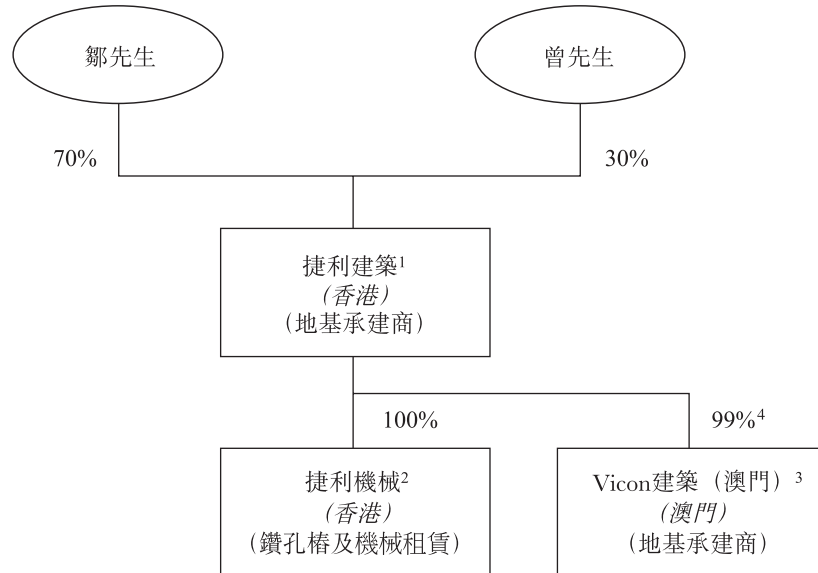 鄒先生
曾先生
70%
30%
捷利建築¹
（香港）
（地基承建商）
100%
99%⁴
捷利機械²
（香港）
（鑽孔樁及機械租賃）
Vicon建築（澳門）³
（澳門）
（地基承建商）